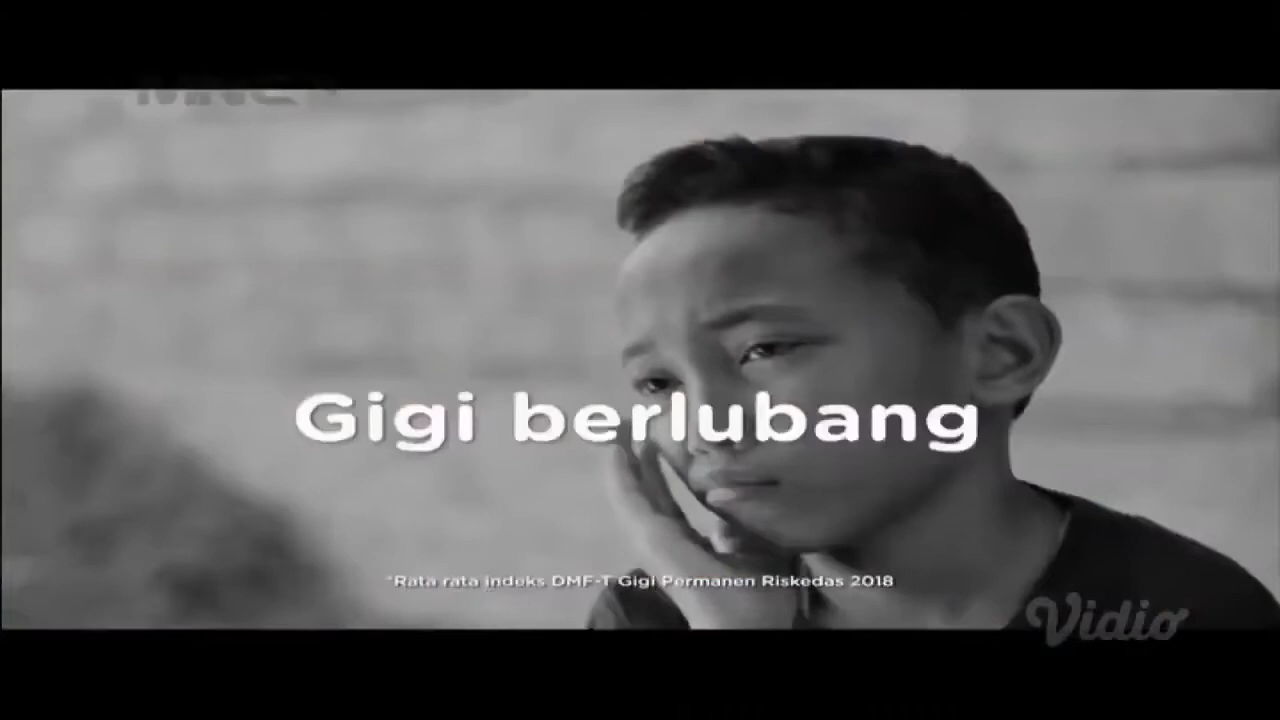 Gigi berlubang
*Rata rata indeks DMF-T Gigi Permanen Riskedas 2018
Vidio